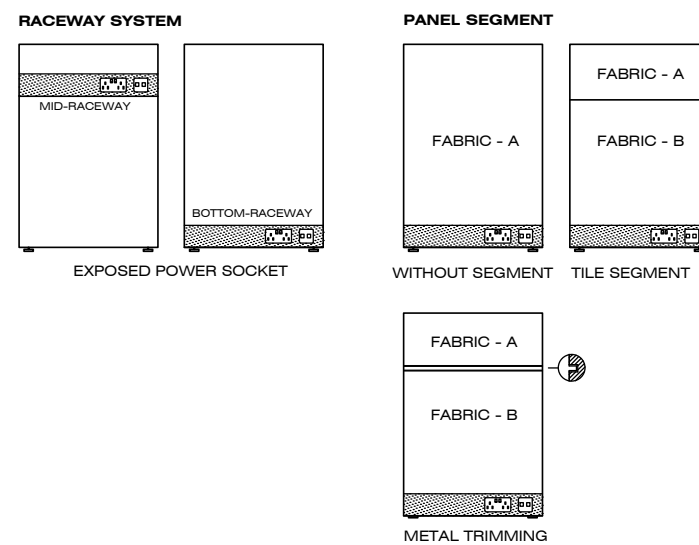 RACEWAY SYSTEM
MID-RACEWAY
BOTTOM-RACEWAY
EXPOSED POWER SOCKET
PANEL SEGMENT
FABRIC - A
WITHOUT SEGMENT
FABRIC - A
FABRIC - B
TILE SEGMENT
FABRIC - A
FABRIC - B
METAL TRIMMING